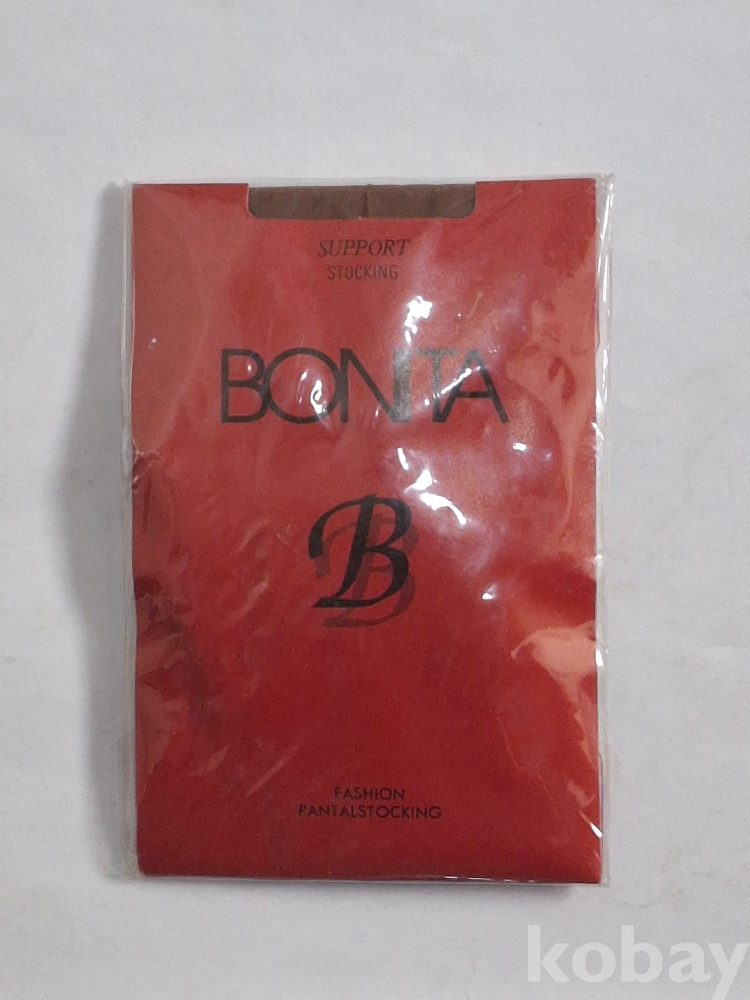 SUPPORT
STOCKING
BONITA
B
FASHION
PANTALSTOCKING
kobay